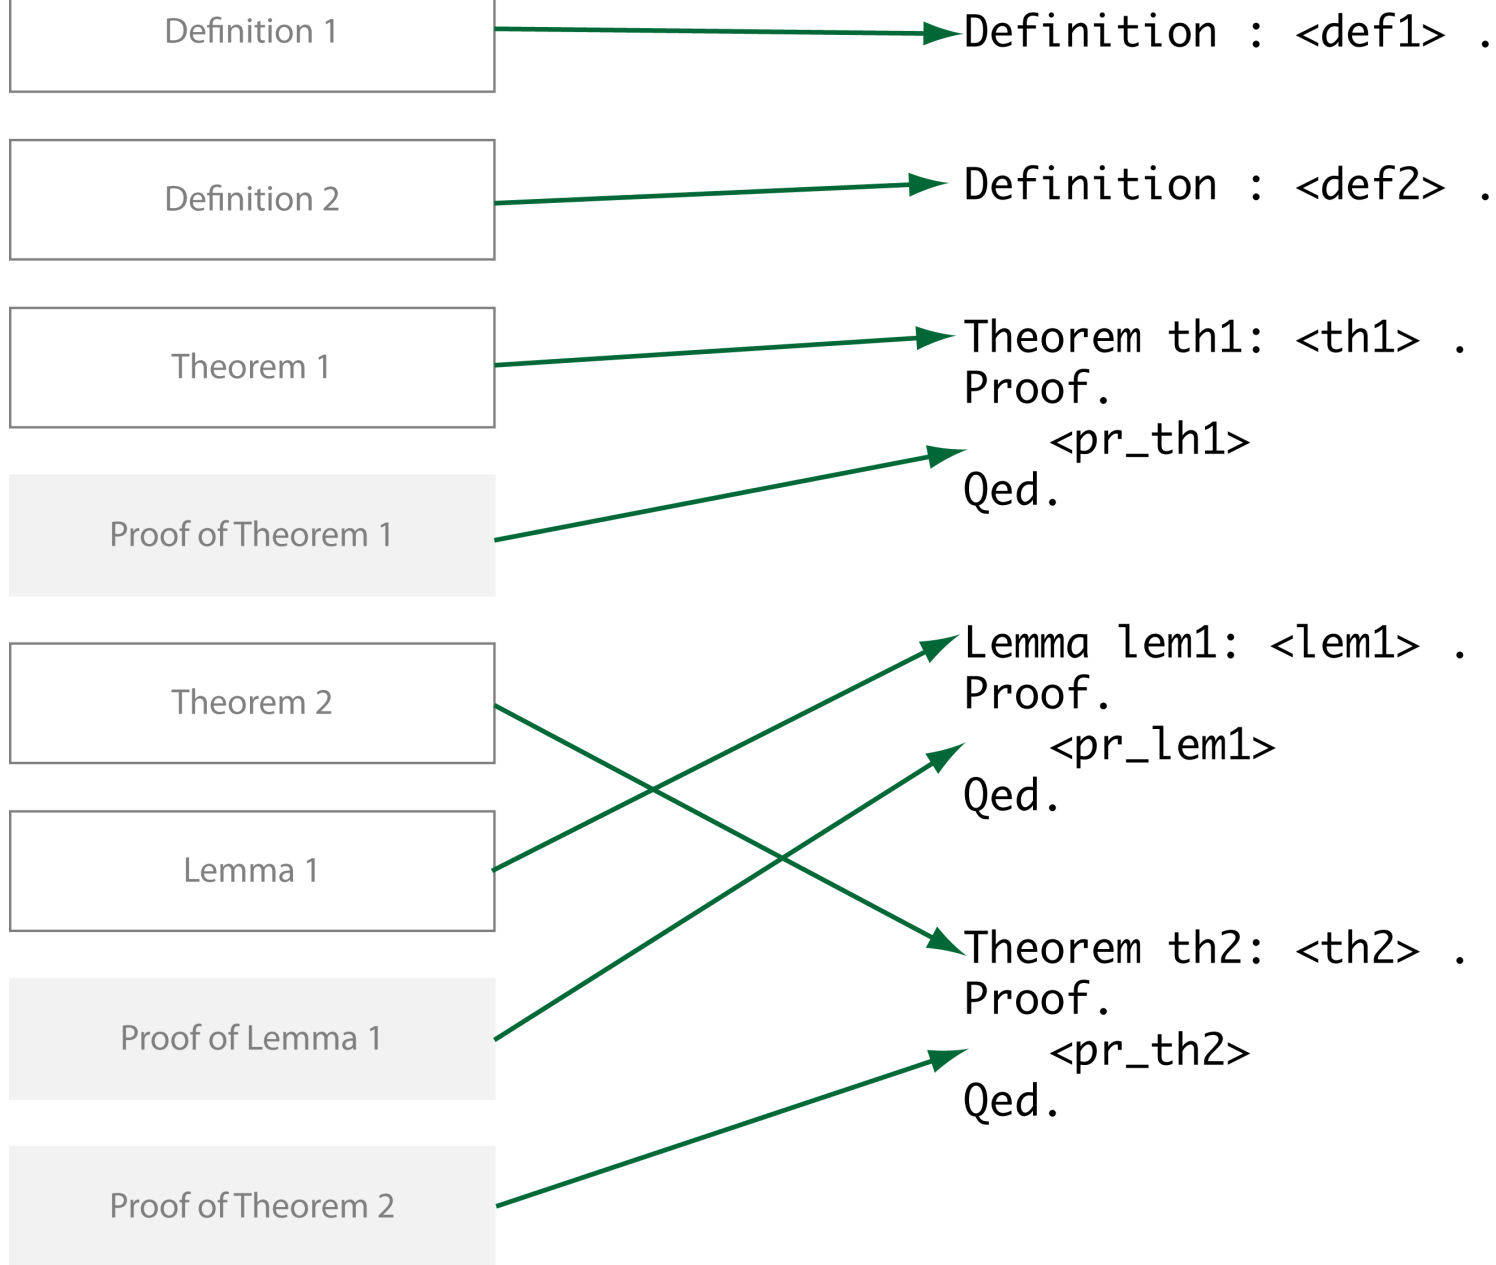 Definition 1
Definition 2
Theorem 1
Proof of Theorem 1
Theorem 2
Lemma 1
Proof of Lemma 1
Proof of Theorem 2
Definition : <def1> .
Definition : <def2> .
Theorem th1: <th1> .
Proof.
<pr_th1>
Qed.
Lemma lem1: <lem1> .
Proof.
<pr_lem1>
Qed.
Theorem th2: <th2> .
Proof.
<pr_th2>
Qed.